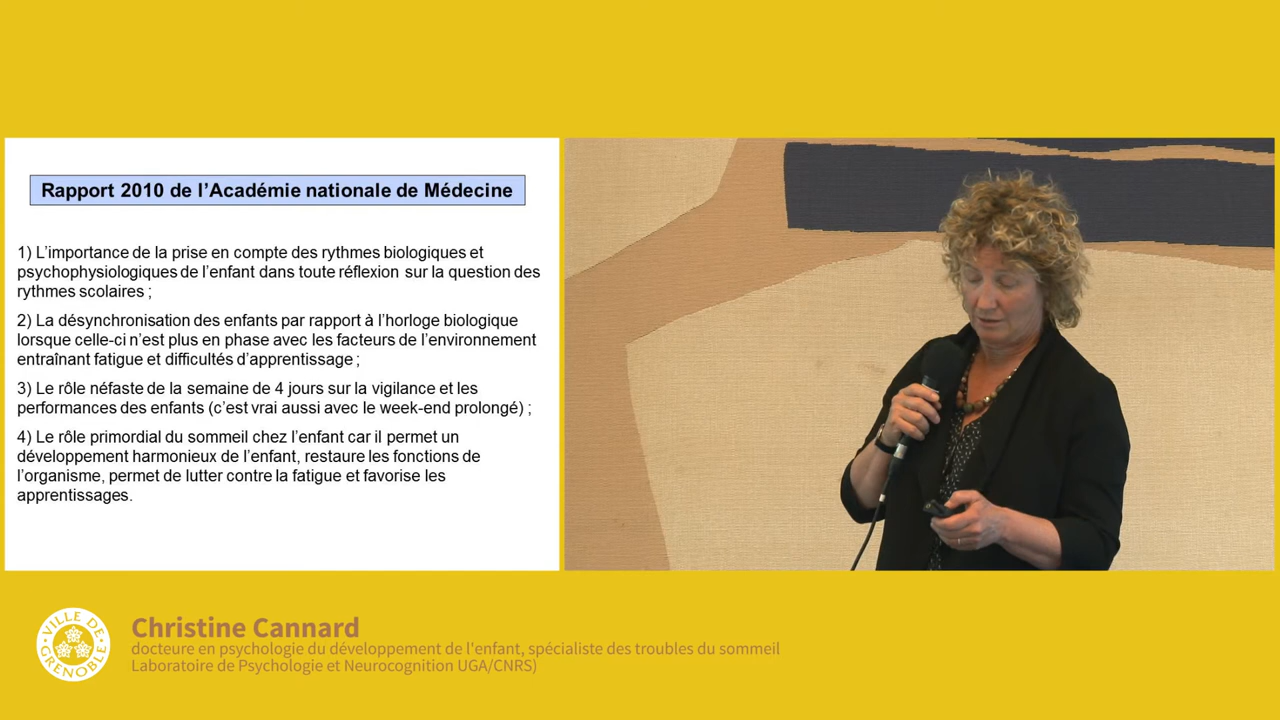 Rapport 2010 de l'Académie nationale de Médecine
1) L'importance de la prise en compte des rythmes biologiques et
psychophysiologiques de l'enfant dans toute réflexion sur la question des
rythmes scolaires ;
2) La désynchronisation des enfants par rapport à l'horloge biologique
lorsque celle-ci n'est plus en phase avec les facteurs de l'environnement
entraînant fatigue et difficultés d'apprentissage ;
3) Le rôle néfaste de la semaine de 4 jours sur la vigilance et les
performances des enfants (c'est vrai aussi avec le week-end prolongé) ;
4) Le rôle primordial du sommeil chez l'enfant car il permet un
développement harmonieux de l'enfant, restaure les fonctions de
l'organisme, permet de lutter contre la fatigue et favorise les
apprentissages.
VILLE DE
GRENOBLE
Christine Cannard
docteure en psychologie du développement de l'enfant, spécialiste des troubles du sommeil
Laboratoire de Psychologie et Neurocognition UGA/CNRS)